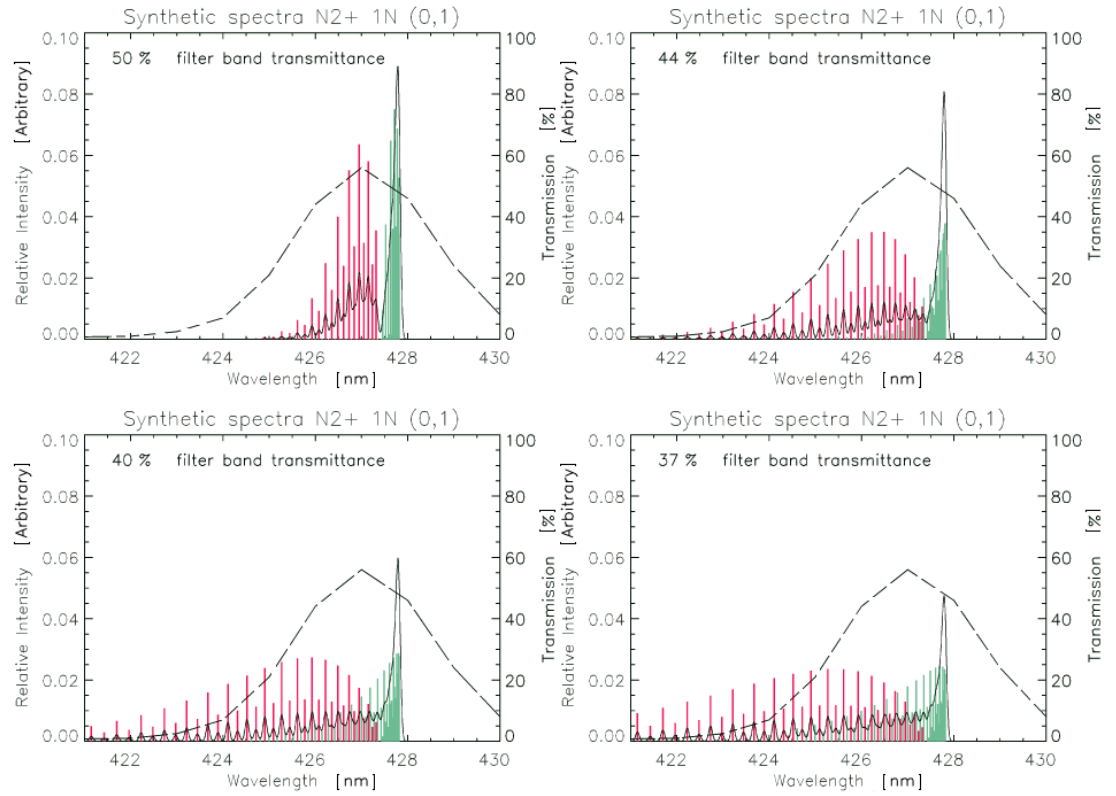 Synthetic spectra N2+ 1N (0,1)
50 % filter band transmittance
0.10
0.08
0.06
0.04
0.02
0.00
100
80
60
40
20
0
Relative Intensity [Arbitrary]
Transmission [%]
422 424 426 428 430
Wavelength [nm]
Synthetic spectra N2+ 1N (0,1)
44 % filter band transmittance
0.10
0.08
0.06
0.04
0.02
0.00
100
80
60
40
20
0
Relative Intensity [Arbitrary]
Transmission [%]
422 424 426 428 430
Wavelength [nm]
Synthetic spectra N2+ 1N (0,1)
40 % filter band transmittance
0.10
0.08
0.06
0.04
0.02
0.00
100
80
60
40
20
0
Relative Intensity [Arbitrary]
Transmission [%]
422 424 426 428 430
Wavelength [nm]
Synthetic spectra N2+ 1N (0,1)
37 % filter band transmittance
0.10
0.08
0.06
0.04
0.02
0.00
100
80
60
40
20
0
Relative Intensity [Arbitrary]
Transmission [%]
422 424 426 428 430
Wavelength [nm]